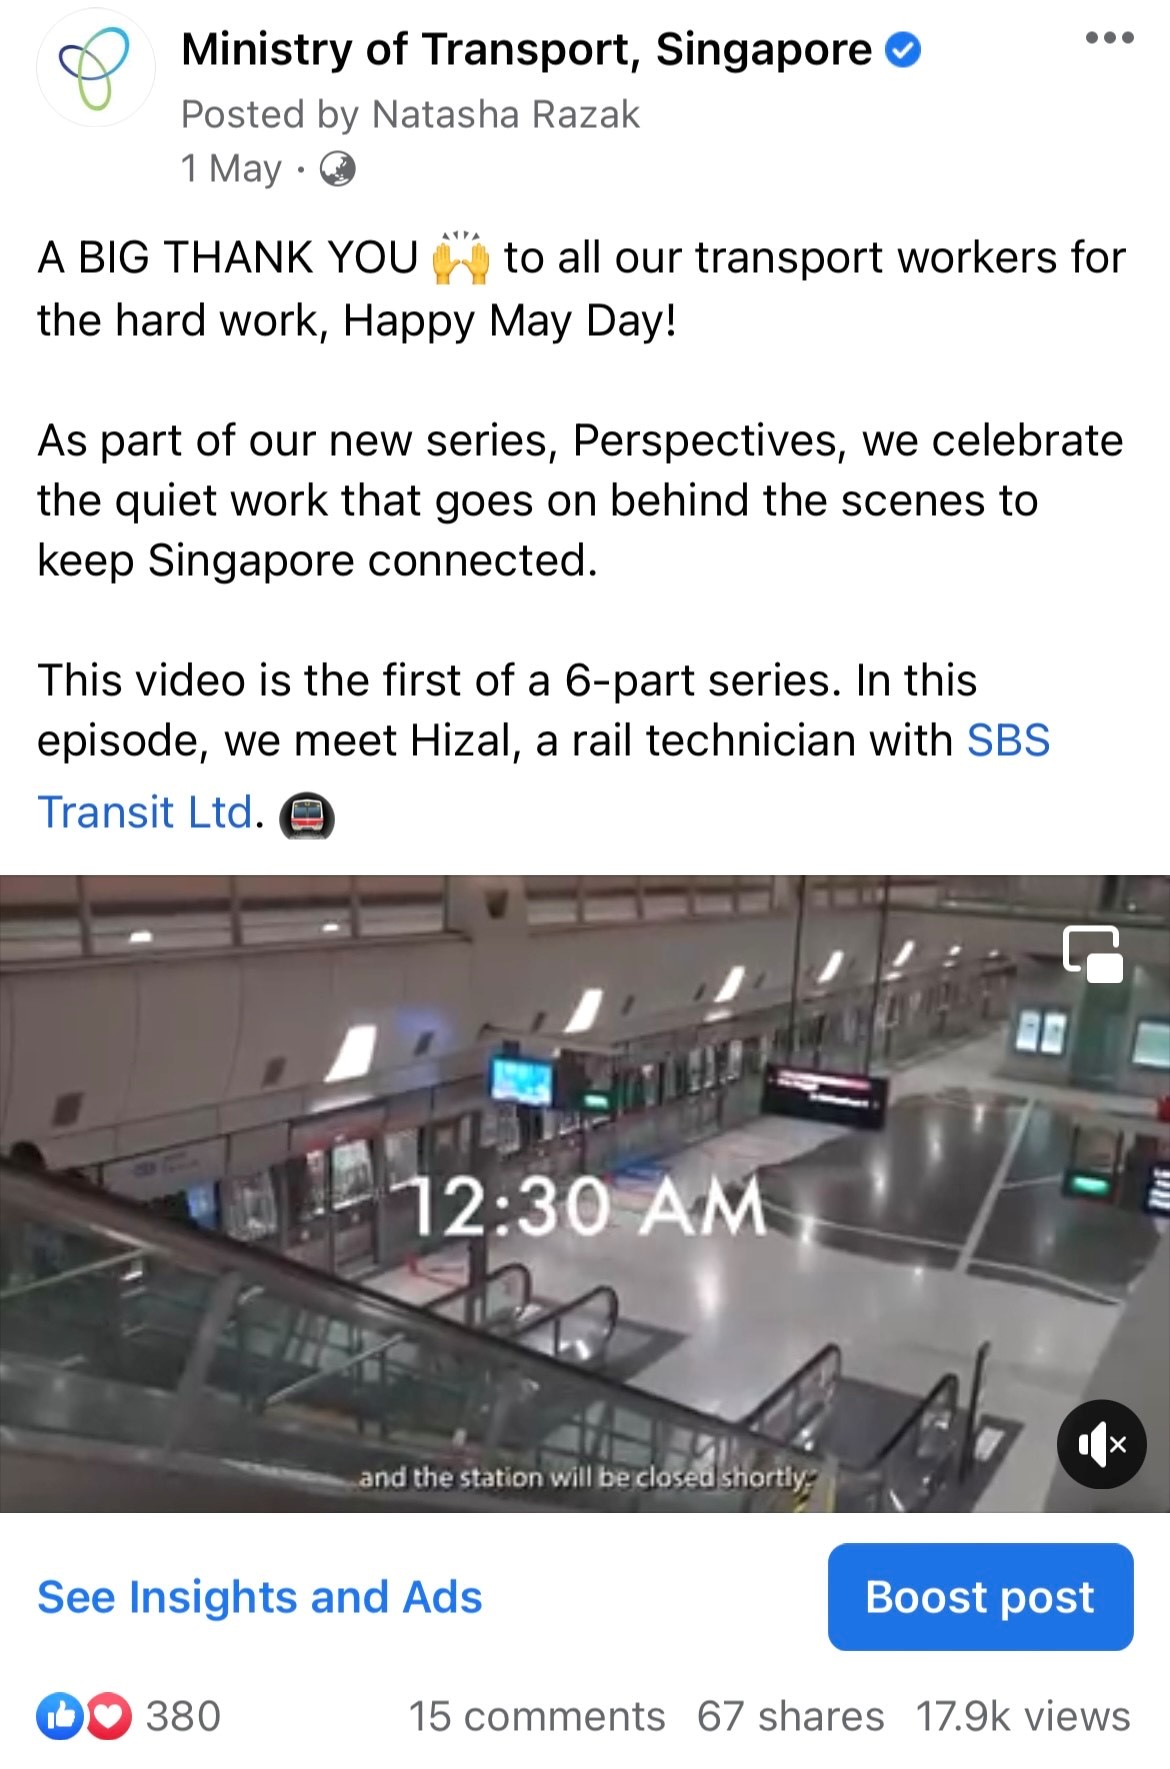 Ministry of Transport, Singapore
Posted by Natasha Razak
1 May ·
A BIG THANK YOU 🙌 to all our transport workers for
the hard work, Happy May Day!
As part of our new series, Perspectives, we celebrate
the quiet work that goes on behind the scenes to
keep Singapore connected.
This video is the first of a 6-part series. In this
episode, we meet Hizal, a rail technician with SBS
Transit Ltd. 🚇
12:30 AM
and the station will be closed shortly.
See Insights and Ads
Boost post
380
15 comments 67 shares 17.9k views